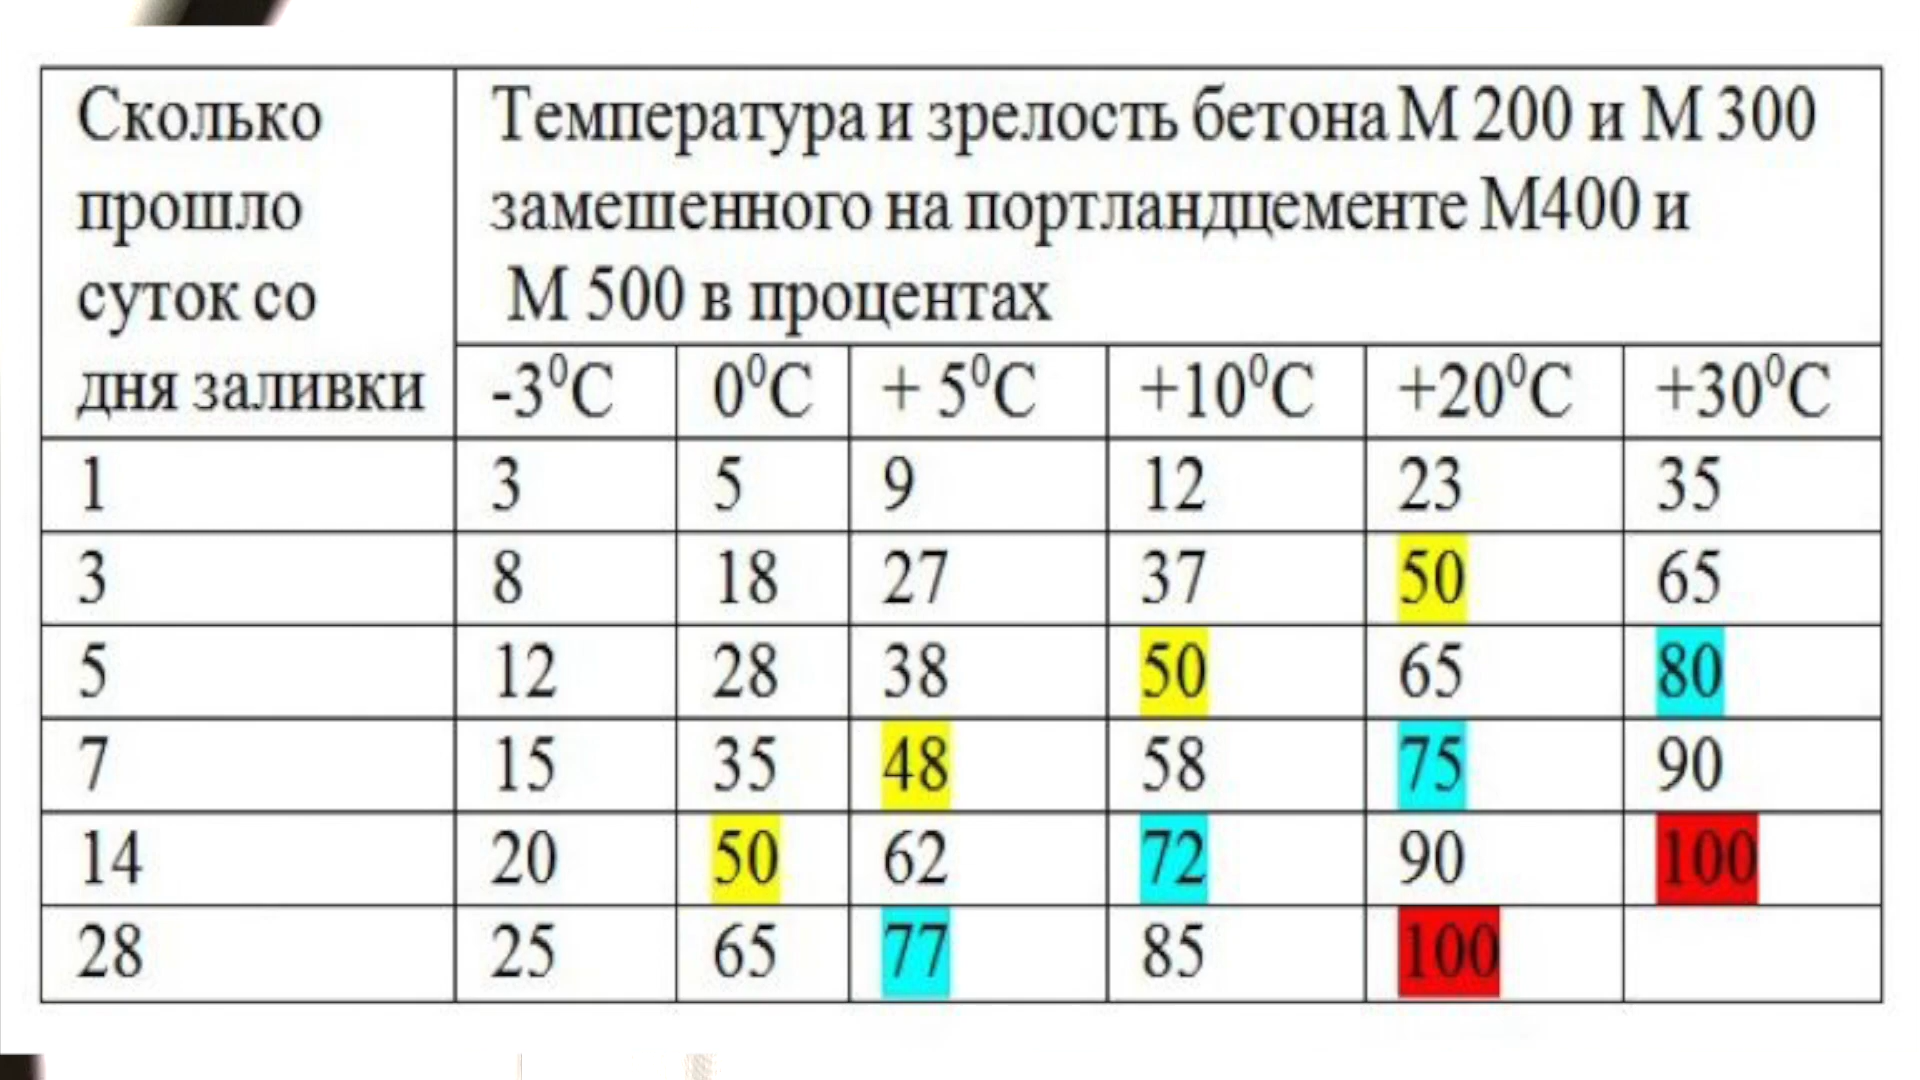 Сколько
прошло
суток со
дня заливки
Температура и зрелость бетона М 200 и М 300
замешенного на портландцементе М400 и
М 500 в процентах
-3⁰С 0⁰С + 5⁰С +10⁰С +20⁰С +30⁰С
1 3 5 9 12 23 35
3 8 18 27 37 50 65
5 12 28 38 50 65 80
7 15 35 48 58 75 90
14 20 50 62 72 90 100
28 25 65 77 85 100